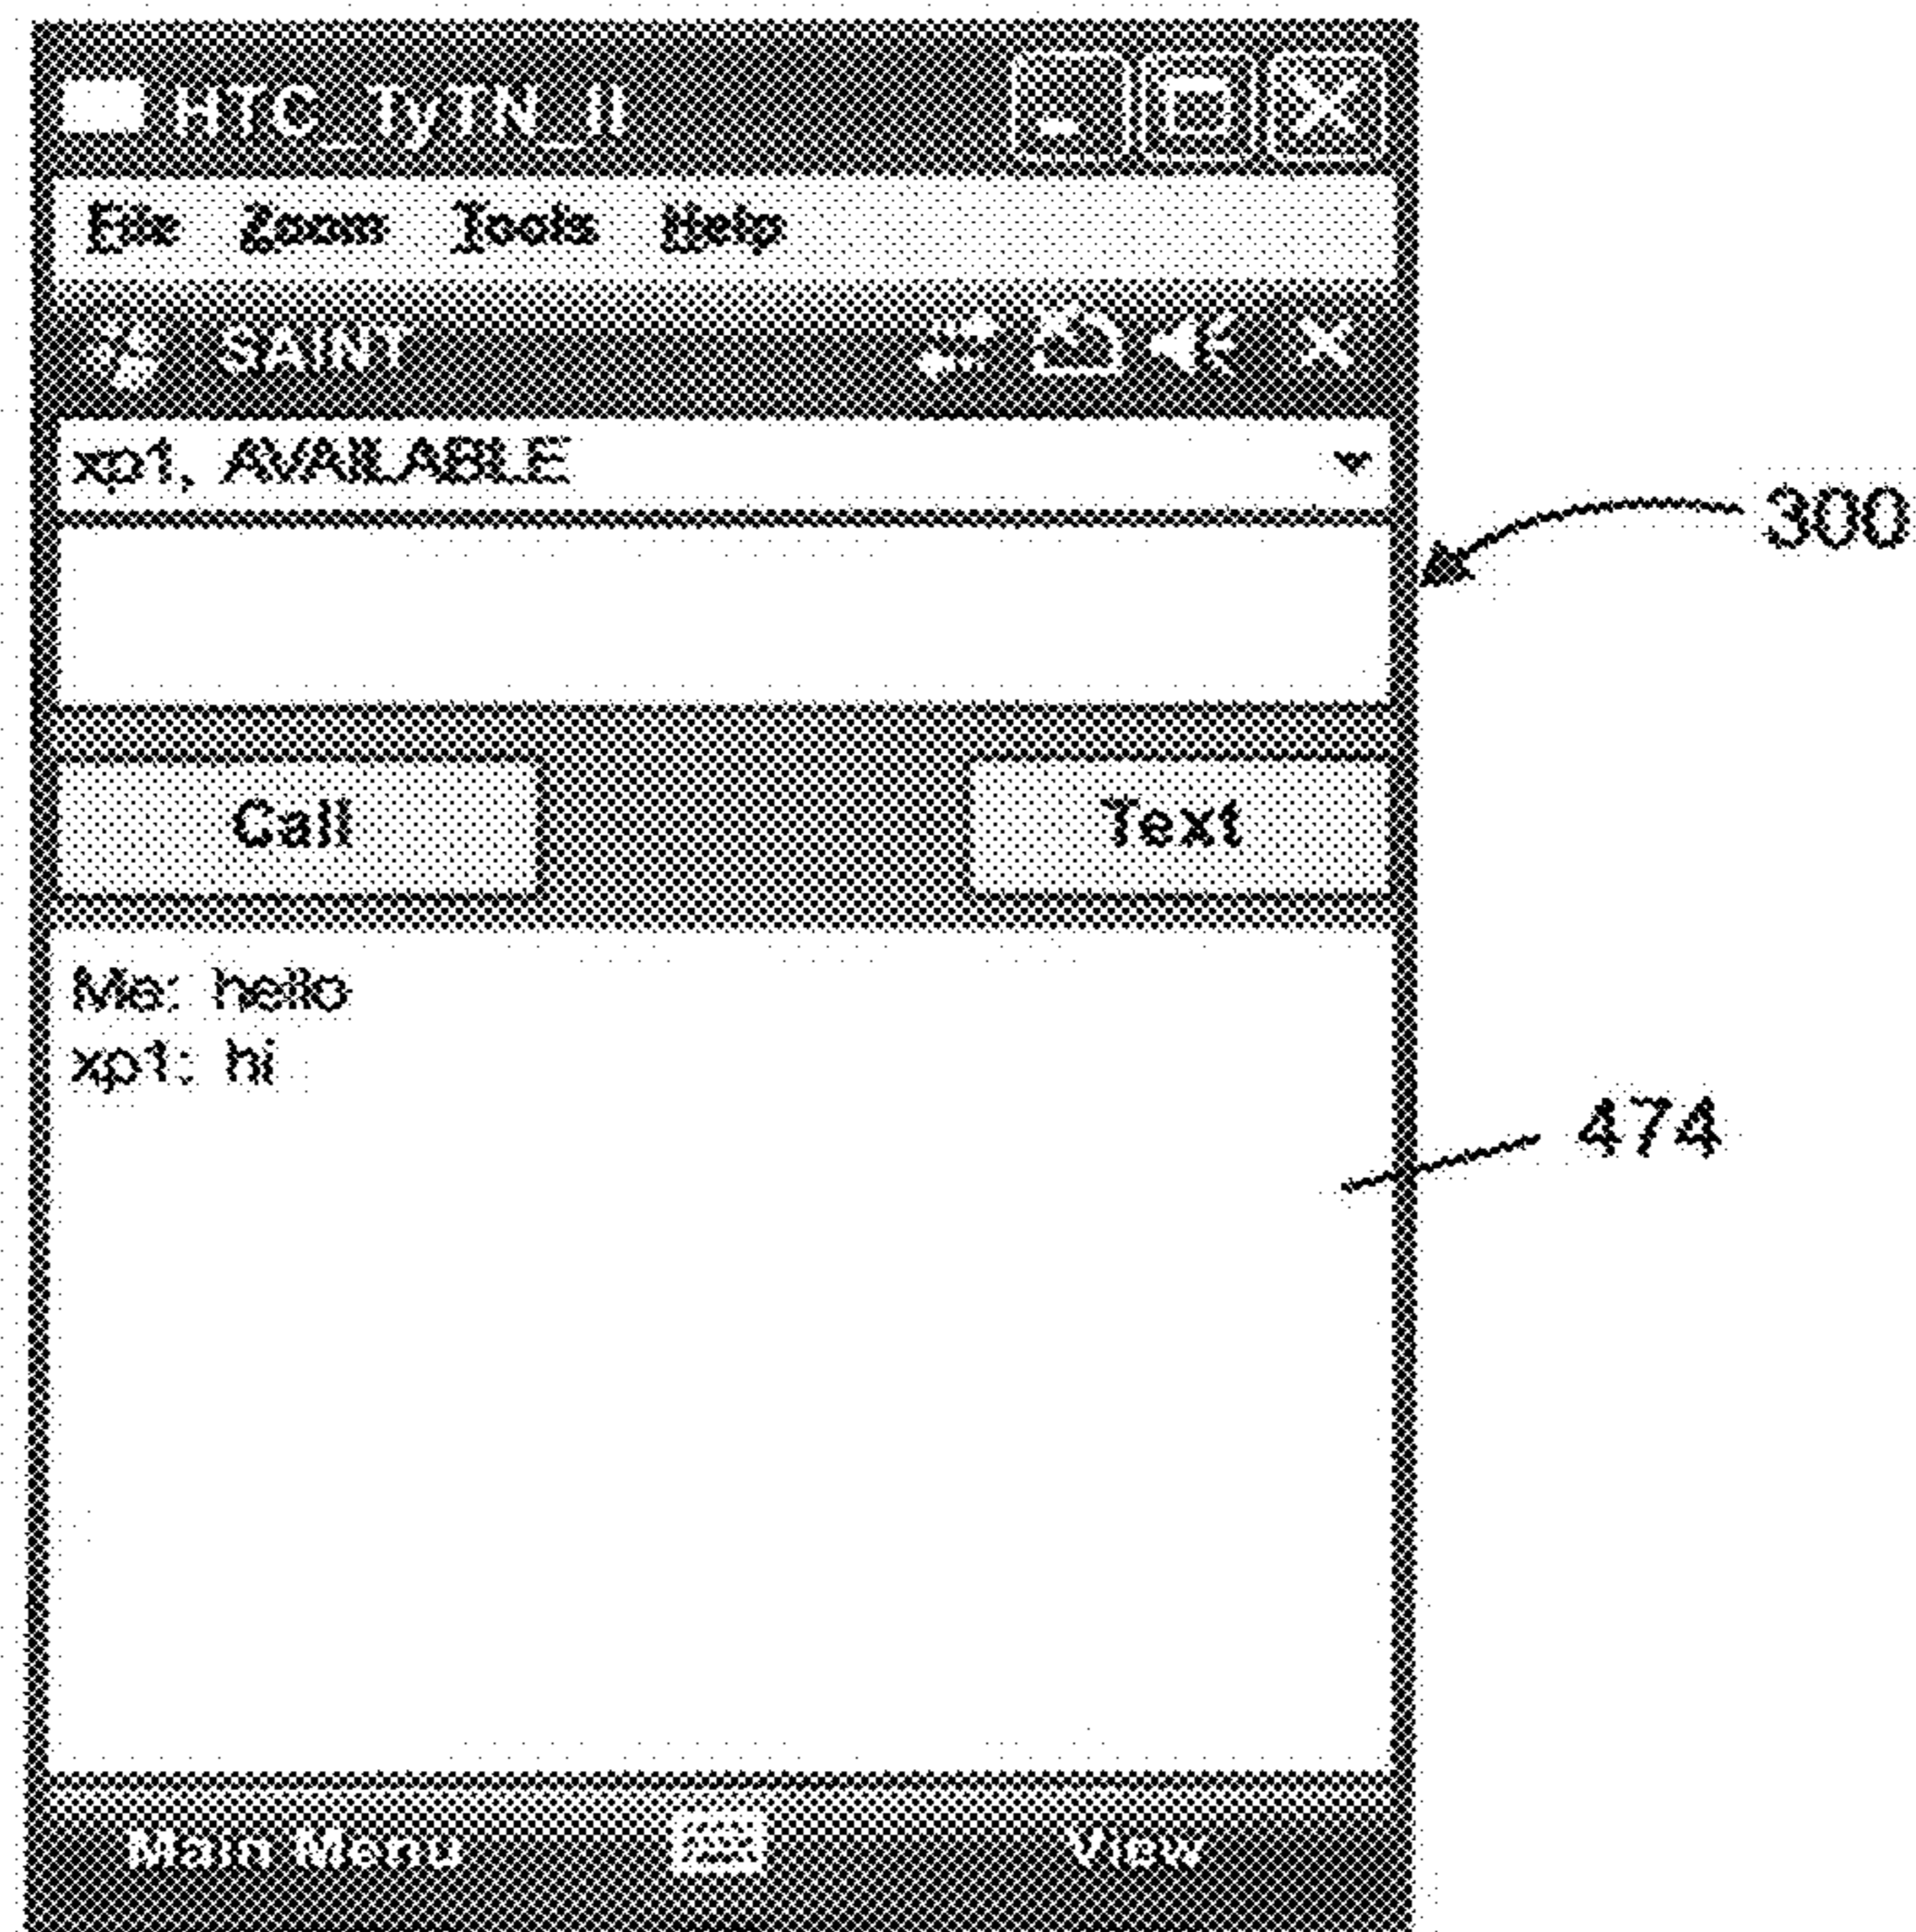 HTC_TyTN_II
File Zoom Tools Help
SAINT
xp1, AVAILABLE
300
Call Text
Me: hello
xp1: hi
474
Main Menu View